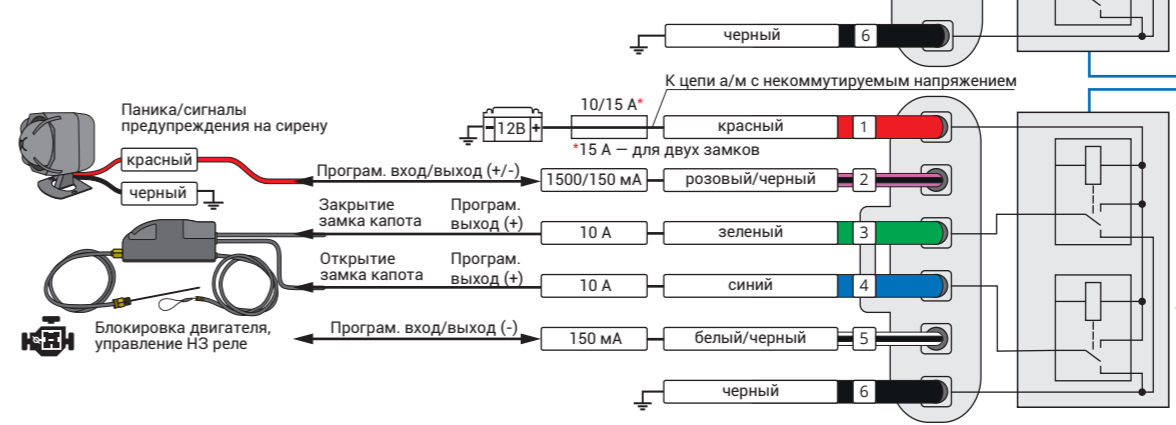 черный 6
К цепи а/м с некоммутируемым напряжением
Паника/сигналы
предупреждения на сирену
10/15 А*
- 12В +
красный 1
*15 А — для двух замков
красный
черный
Програм. вход/выход (+/-) 1500/150 мА розовый/черный 2
Закрытие
замка капота
Програм.
выход (+)
10 А зеленый 3
Открытие
замка капота
Програм.
выход (+)
10 А синий 4
Блокировка двигателя,
управление НЗ реле
Програм. вход/выход (-) 150 мА белый/черный 5
черный 6